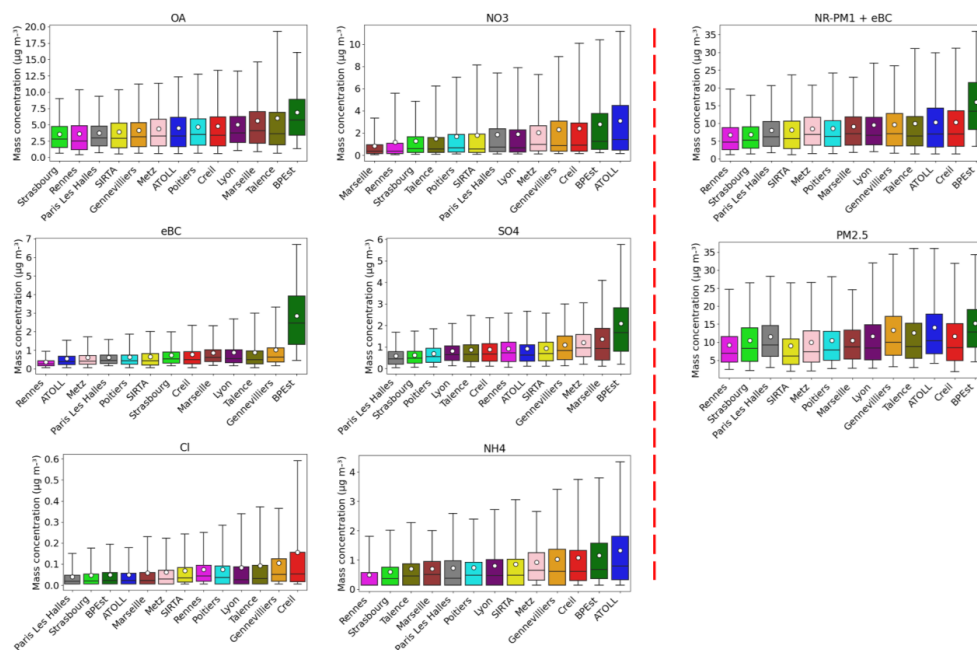 OA
Mass concentration (µg m⁻³)
20.0
17.5
15.0
12.5
10.0
7.5
5.0
2.5
0.0
Strasbourg
Rennes
Paris Les Halles
SIRTA
Gennevilliers
Metz
ATOLL
Poitiers
Creil
Lyon
Marseille
Talence
BPEst
NO3
Mass concentration (µg m⁻³)
10
8
6
4
2
0
Marseille
Rennes
Strasbourg
Talence
Poitiers
SIRTA
Paris Les Halles
Lyon
Metz
Gennevilliers
Creil
BPEst
ATOLL
NR-PM1 + eBC
Mass concentration (µg m⁻³)
35
30
25
20
15
10
5
0
Rennes
Strasbourg
Paris Les Halles
SIRTA
Metz
Poitiers
Marseille
Lyon
Gennevilliers
Talence
ATOLL
Creil
BPEst
eBC
Mass concentration (µg m⁻³)
7
6
5
4
3
2
1
0
Rennes
ATOLL
Metz
Paris Les Halles
Poitiers
SIRTA
Strasbourg
Creil
Marseille
Lyon
Talence
Gennevilliers
BPEst
SO4
Mass concentration (µg m⁻³)
6
5
4
3
2
1
0
Paris Les Halles
Strasbourg
Poitiers
Lyon
Talence
Creil
Rennes
ATOLL
SIRTA
Gennevilliers
Metz
Marseille
BPEst
PM2.5
Mass concentration (µg m⁻³)
35
30
25
20
15
10
5
0
Rennes
Strasbourg
Paris Les Halles
SIRTA
Metz
Poitiers
Marseille
Lyon
Gennevilliers
Talence
ATOLL
Creil
BPEst
Cl
Mass concentration (µg m⁻³)
0.6
0.5
0.4
0.3
0.2
0.1
0.0
Paris Les Halles
Strasbourg
BPEst
ATOLL
Marseille
Metz
SIRTA
Rennes
Poitiers
Lyon
Talence
Gennevilliers
Creil
NH4
Mass concentration (µg m⁻³)
4
3
2
1
0
Rennes
Strasbourg
Talence
Marseille
Paris Les Halles
Poitiers
Lyon
SIRTA
Metz
Gennevilliers
Creil
BPEst
ATOLL